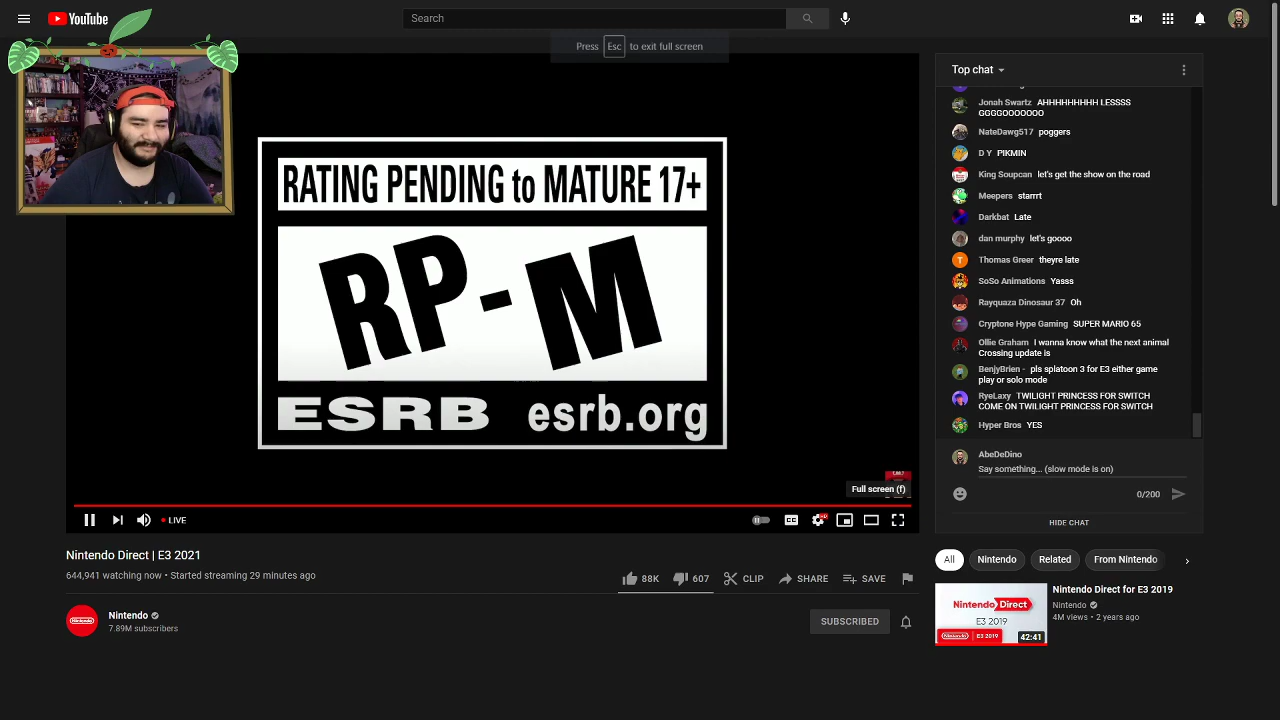 YouTube
Search
Press Esc to exit full screen
RATING PENDING to MATURE 17+
RP-M
ESRB esrb.org
Full screen (f)
LIVE
CC
HD
Nintendo Direct | E3 2021
644,941 watching now • Started streaming 29 minutes ago
88K
607
CLIP
SHARE
SAVE
Nintendo
7.89M subscribers
SUBSCRIBED
Top chat
Jonah Swartz AHHHHHHHHH LESSSS
GGGGOOOOOO
NateDawg517 poggers
D Y PIKMIN
King Soupcan let's get the show on the road
Meepers starrrt
Darkbat Late
dan murphy let's goooo
Thomas Greer theyre late
SoSo Animations Yasss
Rayquaza Dinosaur 37 Oh
Cryptone Hype Gaming SUPER MARIO 65
Ollie Graham I wanna know what the next animal
Crossing update is
BenjyBrien - pls splatoon 3 for E3 either game
play or solo mode
RyeLaxy TWILIGHT PRINCESS FOR SWITCH
COME ON TWILIGHT PRINCESS FOR SWITCH
Hyper Bros YES
AbeDeDino
Say something... (slow mode is on)
0/200
HIDE CHAT
All
Nintendo
Related
From Nintendo
Nintendo Direct
E3 2019
Nintendo E3 2019
42:41
Nintendo Direct for E3 2019
Nintendo
4M views • 2 years ago